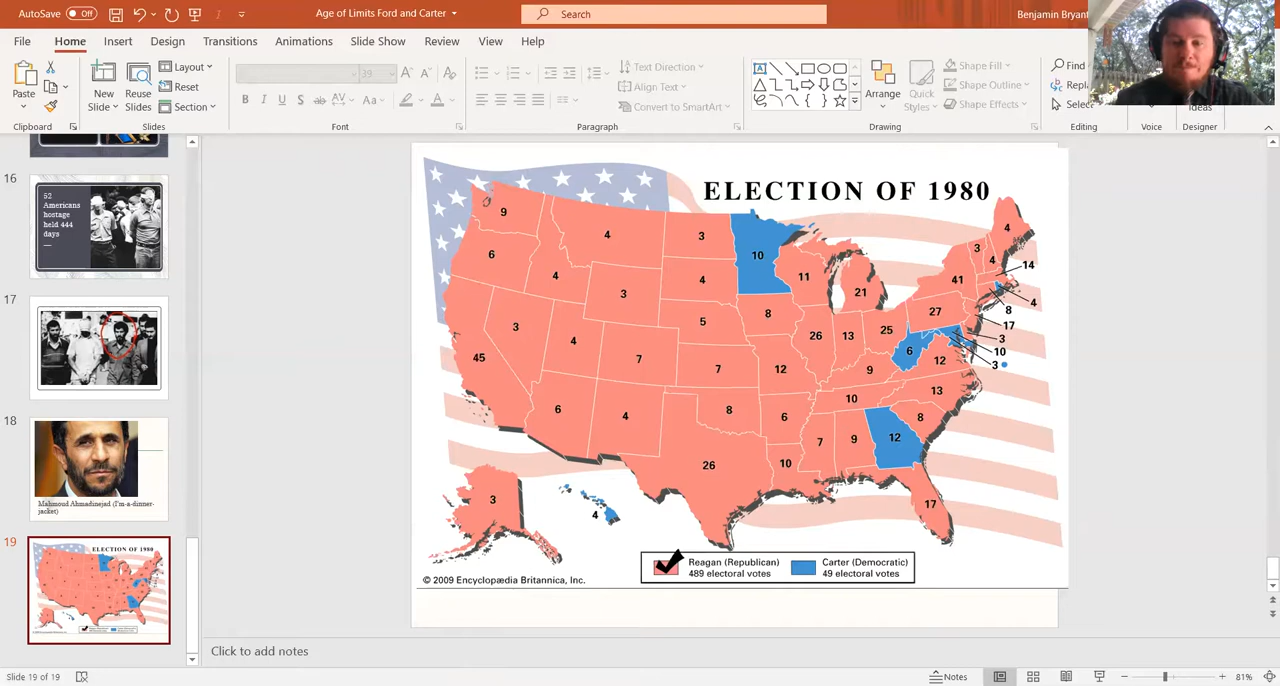 AutoSave Off
Age of Limits Ford and Carter
Search
Benjamin Bryant
File Home Insert Design Transitions Animations Slide Show Review View Help
Paste
Clipboard
New Slide
Reuse Slides
Layout
Reset
Section
Slides
39
Font
Text Direction
Align Text
Convert to SmartArt
Paragraph
Arrange
Quick Styles
Shape Fill
Shape Outline
Shape Effects
Drawing
Find
Editing
Voice
Ideas
Designer
16
52
Americans
hostage
held 444
days
17
18
Mahmoud Ahmadinejad (I'm-a-dinner-
jacket)
19
ELECTION OF 1980
9
6
4
4
3
3
4
5
7
8
26
10
8
12
6
10
11
26
21
13
25
9
10
7
9
12
17
8
13
12
6
27
41
3
4
4
14
4
8
17
3
10
3
45
3
4
7
6
4
3
4
Reagan (Republican)
489 electoral votes
Carter (Democratic)
49 electoral votes
© 2009 Encyclopædia Britannica, Inc.
Click to add notes
Slide 19 of 19
Notes
81%